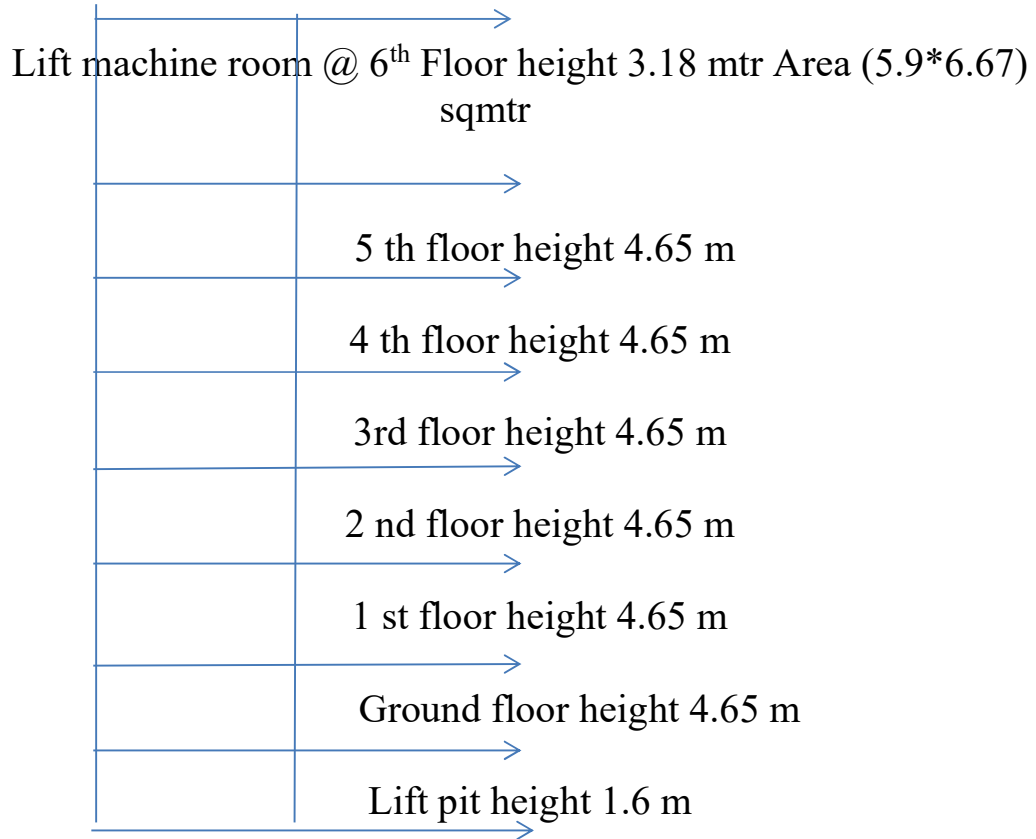 Lift machine room @ 6th Floor height 3.18 mtr Area (5.9*6.67)
sqmtr
5 th floor height 4.65 m
4 th floor height 4.65 m
3rd floor height 4.65 m
2 nd floor height 4.65 m
1 st floor height 4.65 m
Ground floor height 4.65 m
Lift pit height 1.6 m